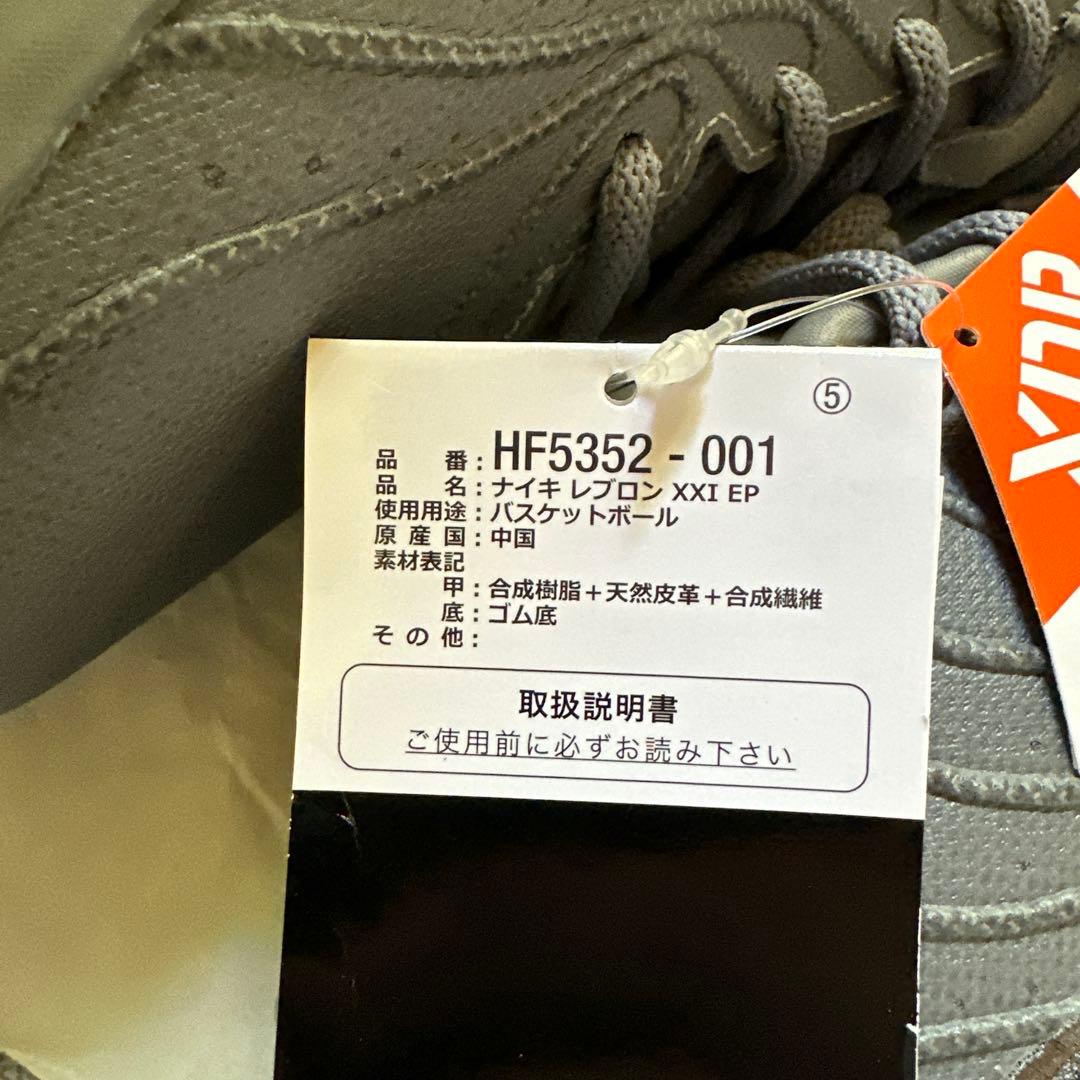 ⑤
品 番 : HF5352 - 001
品 名 : ナイキ レブロン XXI EP
使用用途 : バスケットボール
原 産 国 : 中国
素材表記
甲 : 合成樹脂+天然皮革+合成繊維
底 : ゴム底
そ の 他 :
取扱説明書
ご使用前に必ずお読み下さい